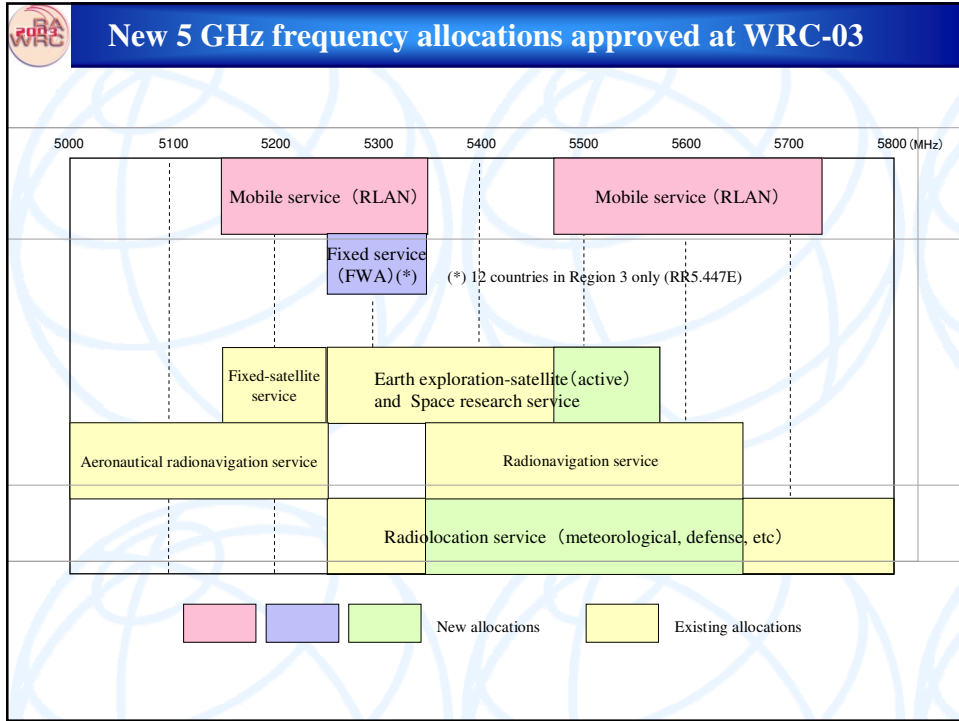 RA
2003
WRC
New 5 GHz frequency allocations approved at WRC-03
5000 5100 5200 5300 5400 5500 5600 5700 5800 (MHz)
Mobile service (RLAN) Mobile service (RLAN)
Fixed service
(FWA)(*) (*) 12 countries in Region 3 only (RR5.447E)
Fixed-satellite
service
Earth exploration-satellite(active)
and Space research service
Aeronautical radionavigation service Radionavigation service
Radiolocation service (meteorological, defense, etc)
New allocations Existing allocations